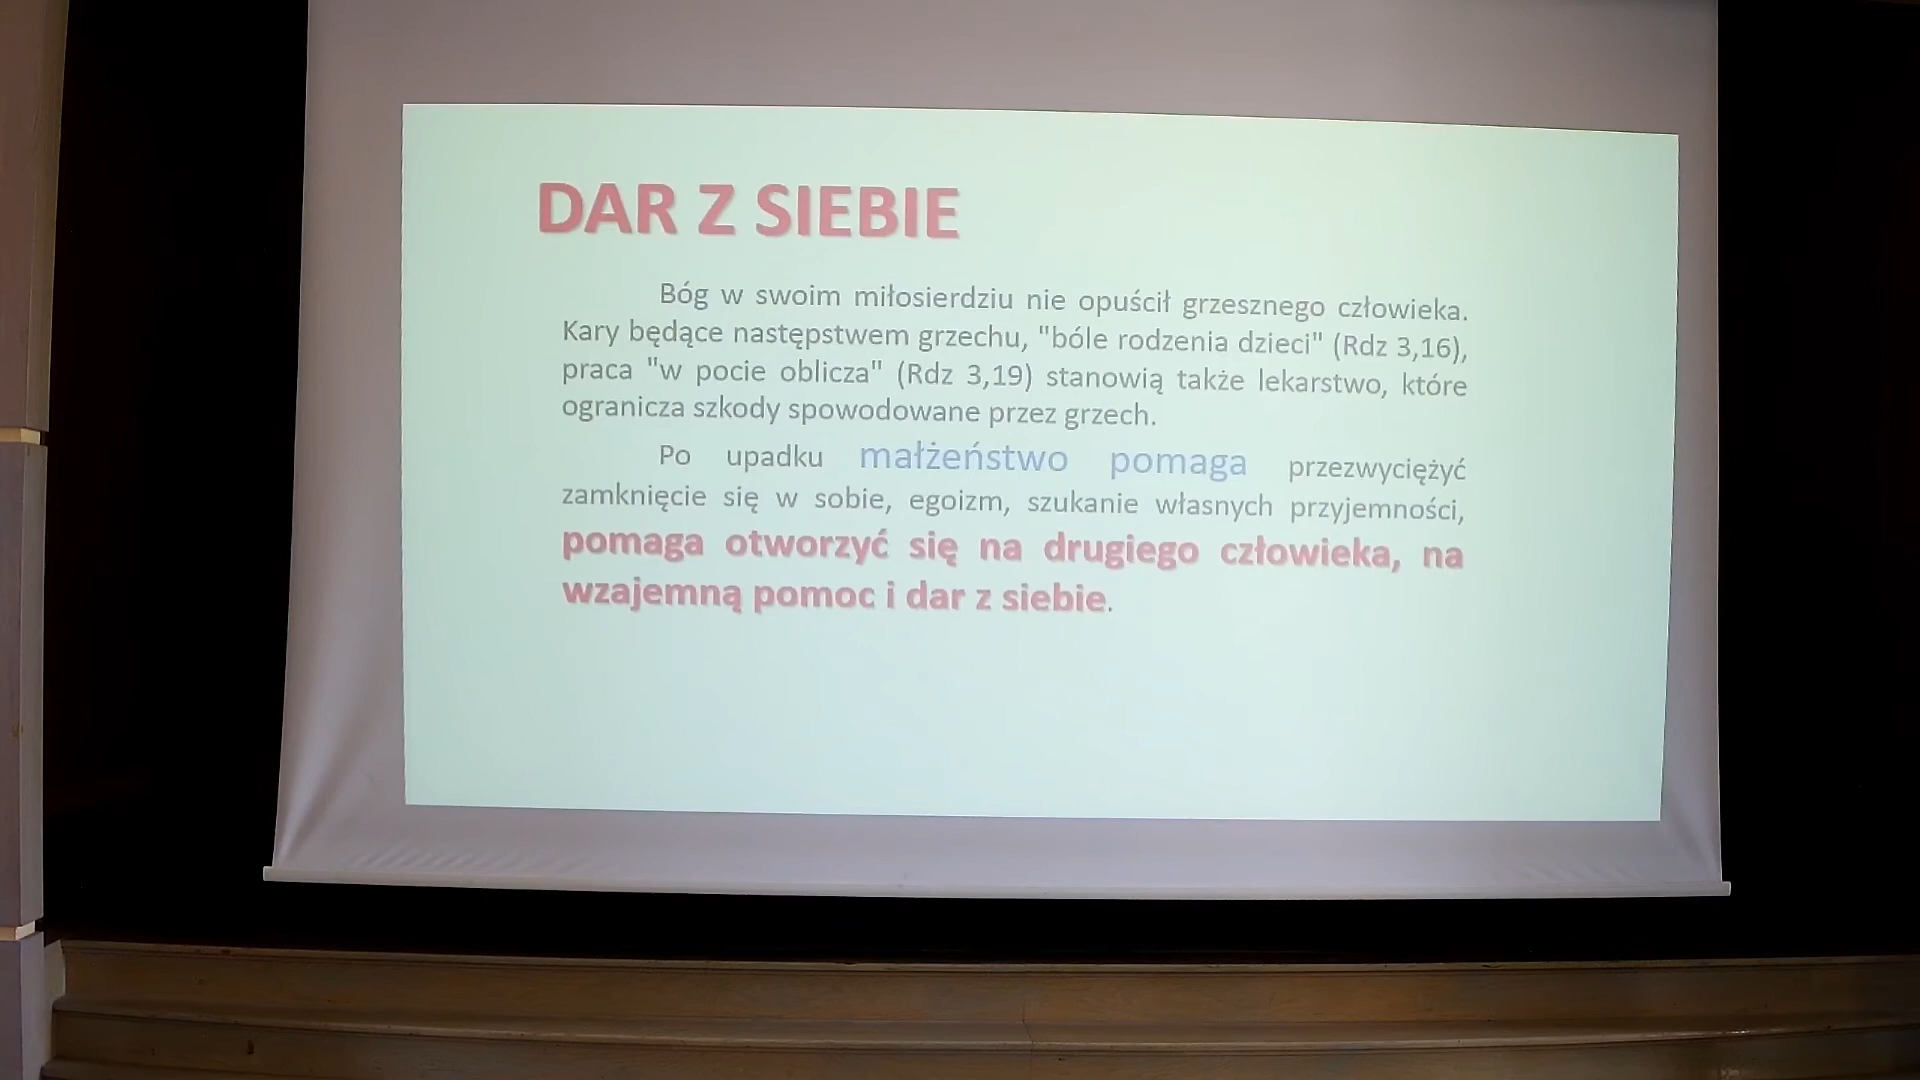 DAR Z SIEBIE
Bóg w swoim miłosierdziu nie opuścił grzesznego człowieka.
Kary będące następstwem grzechu, "bóle rodzenia dzieci" (Rdz 3,16),
praca "w pocie oblicza" (Rdz 3,19) stanowią także lekarstwo, które
ogranicza szkody spowodowane przez grzech.
Po upadku małżeństwo pomaga przezwyciężyć
zamknięcie się w sobie, egoizm, szukanie własnych przyjemności,
pomaga otworzyć się na drugiego człowieka, na
wzajemną pomoc i dar z siebie.